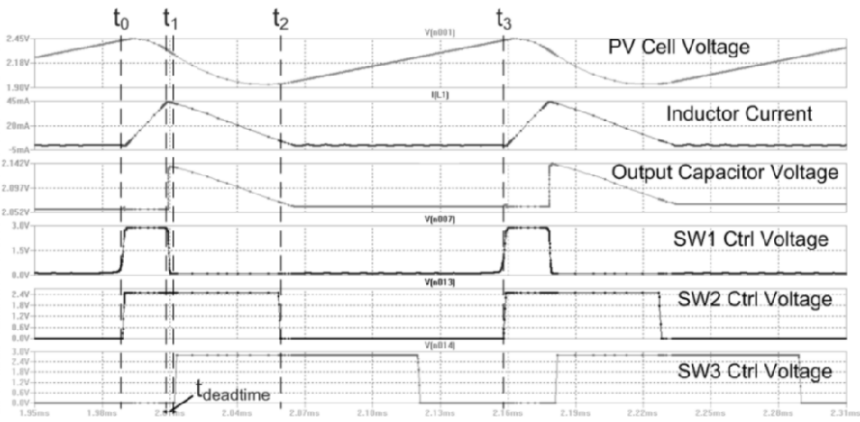 t0 t1 t2 t3
V(n001)
2.45V
2.18V
1.90V
PV Cell Voltage
I(L1)
45mA
20mA
-5mA
Inductor Current
2.142V
2.097V
2.052V
Output Capacitor Voltage
V(n007)
3.0V
1.5V
0.0V
SW1 Ctrl Voltage
V(n013)
2.4V
1.8V
1.2V
0.6V
0.0V
SW2 Ctrl Voltage
V(n014)
3.0V
2.4V
1.8V
1.2V
0.6V
0.0V
SW3 Ctrl Voltage
tdeadtime
1.95ms 1.98ms 2.04ms 2.07ms 2.10ms 2.13ms 2.16ms 2.19ms 2.22ms 2.25ms 2.28ms 2.31ms